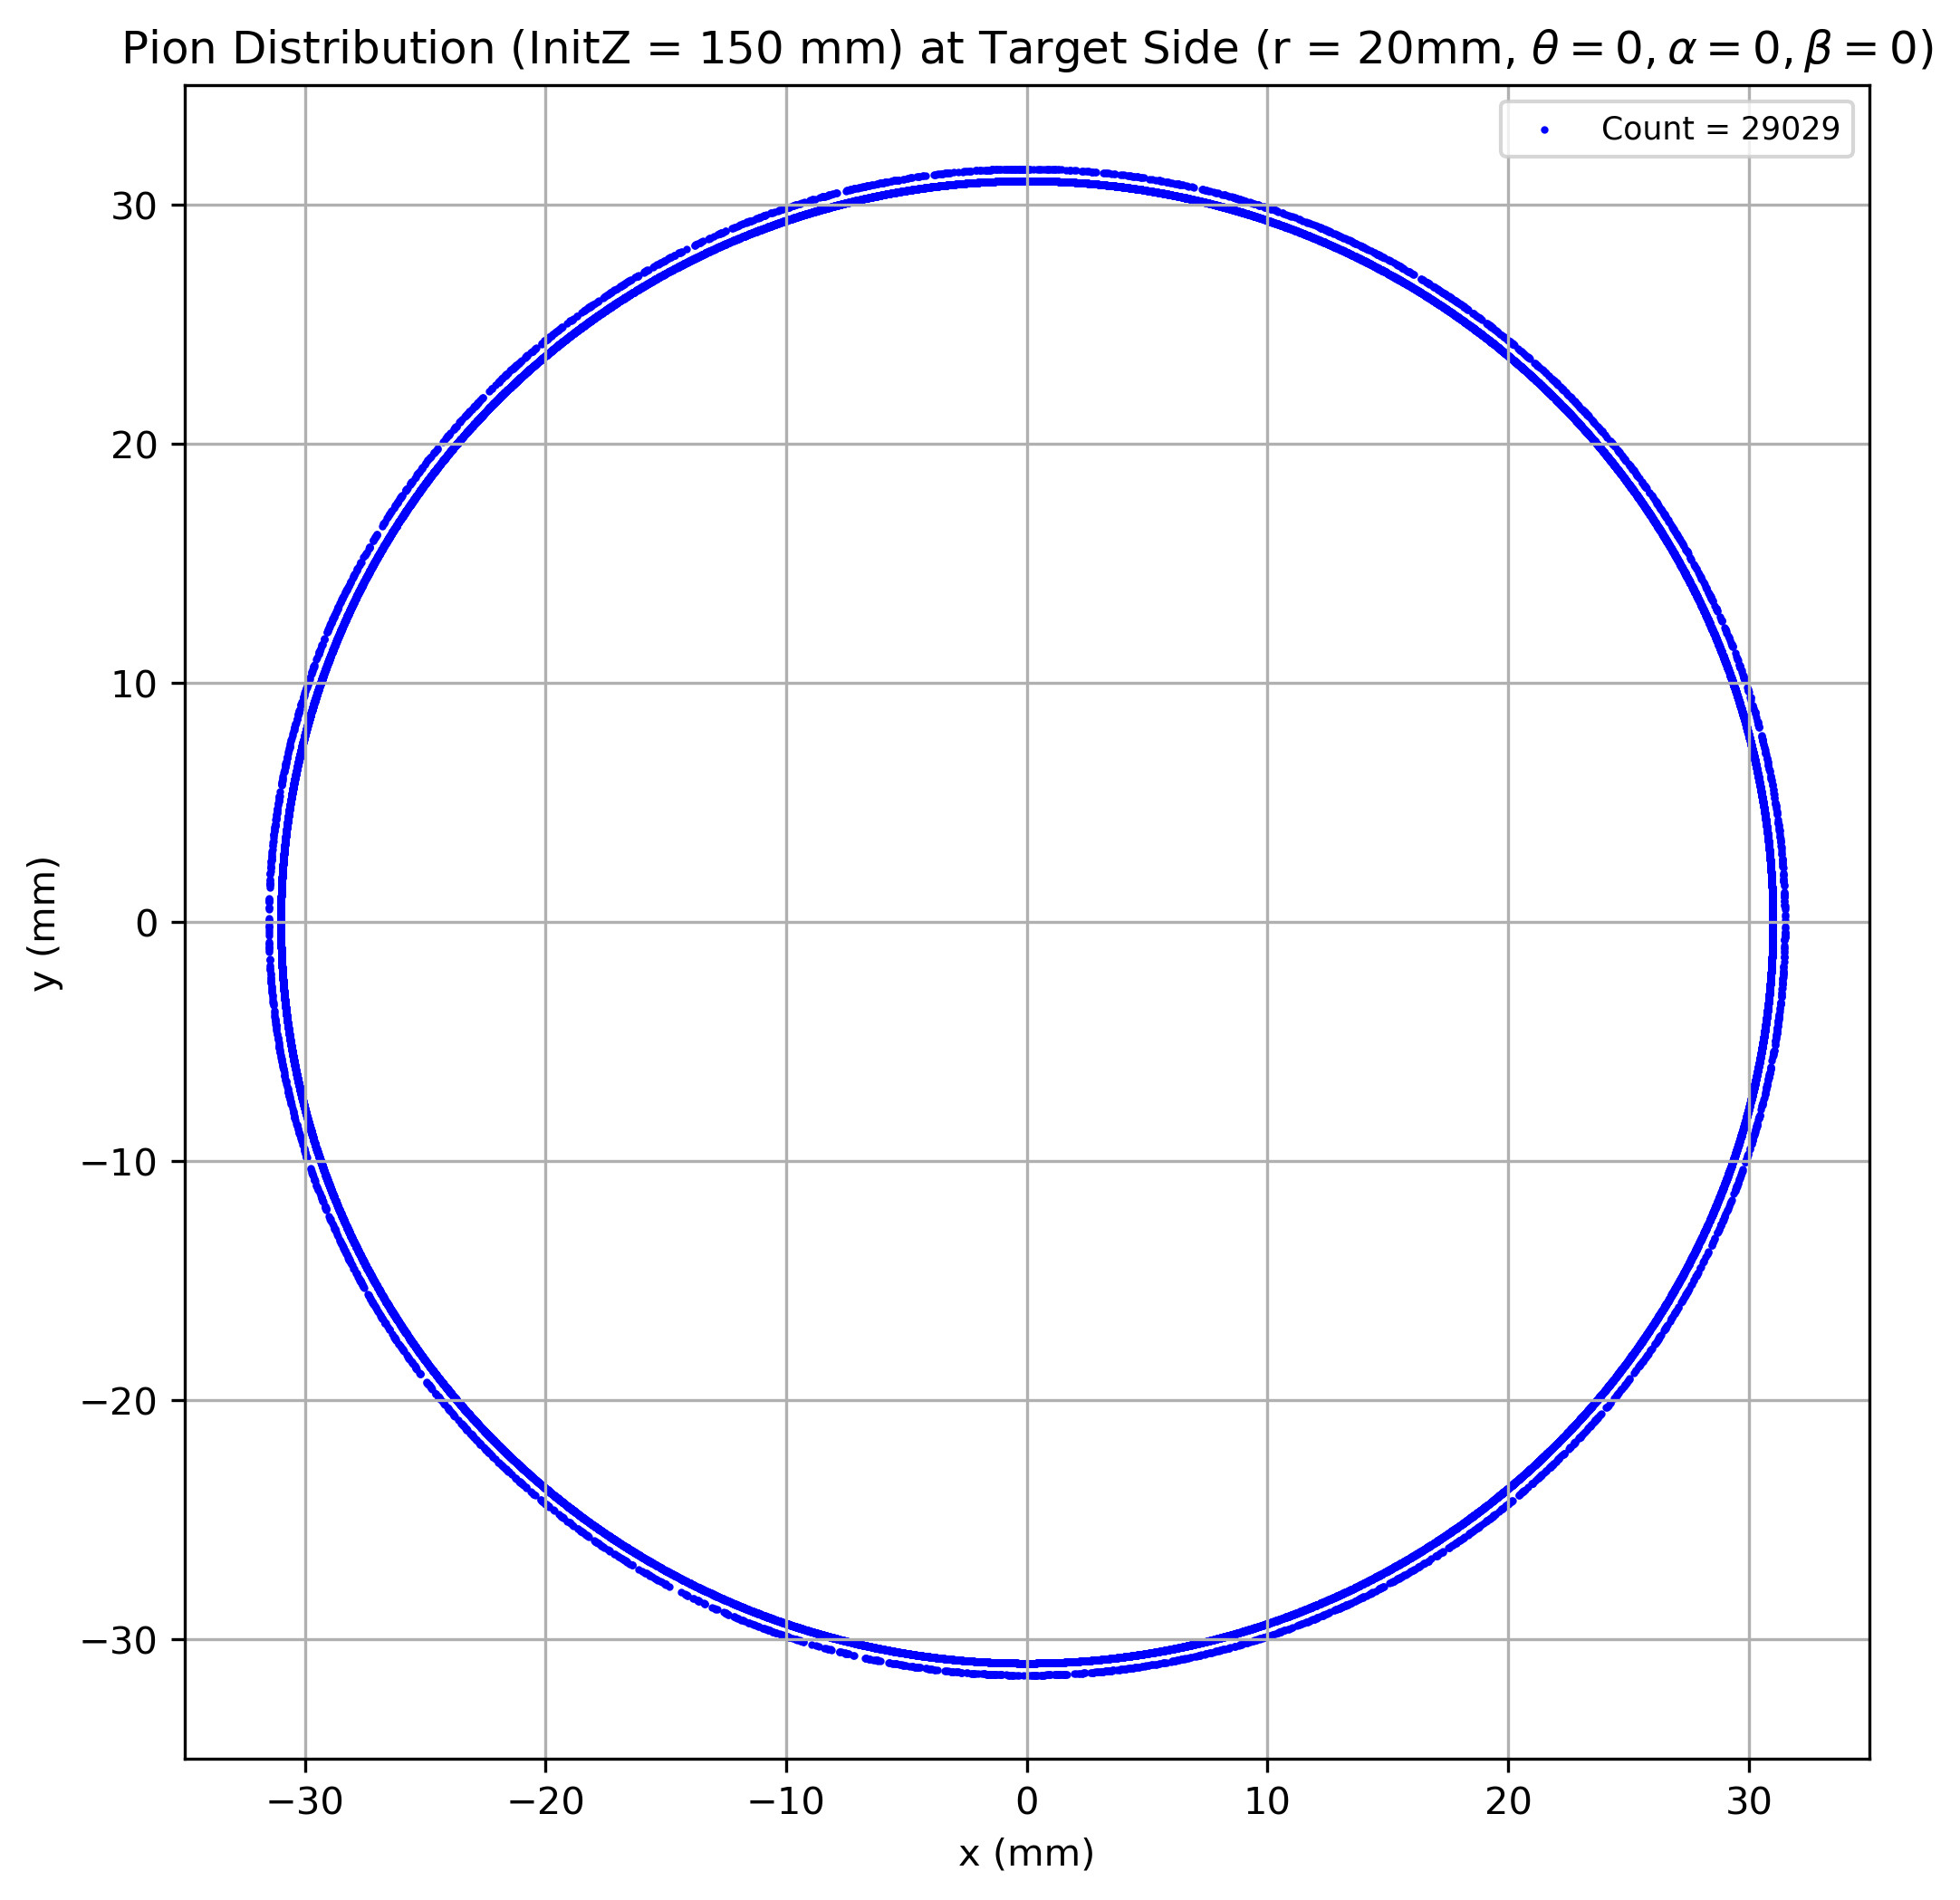 Pion Distribution (InitZ = 150 mm) at Target Side (r = 20mm, θ = 0, α = 0, β = 0)
Count = 29029
30
20
10
0
−10
−20
−30
y (mm)
−30 −20 −10 0 10 20 30
x (mm)